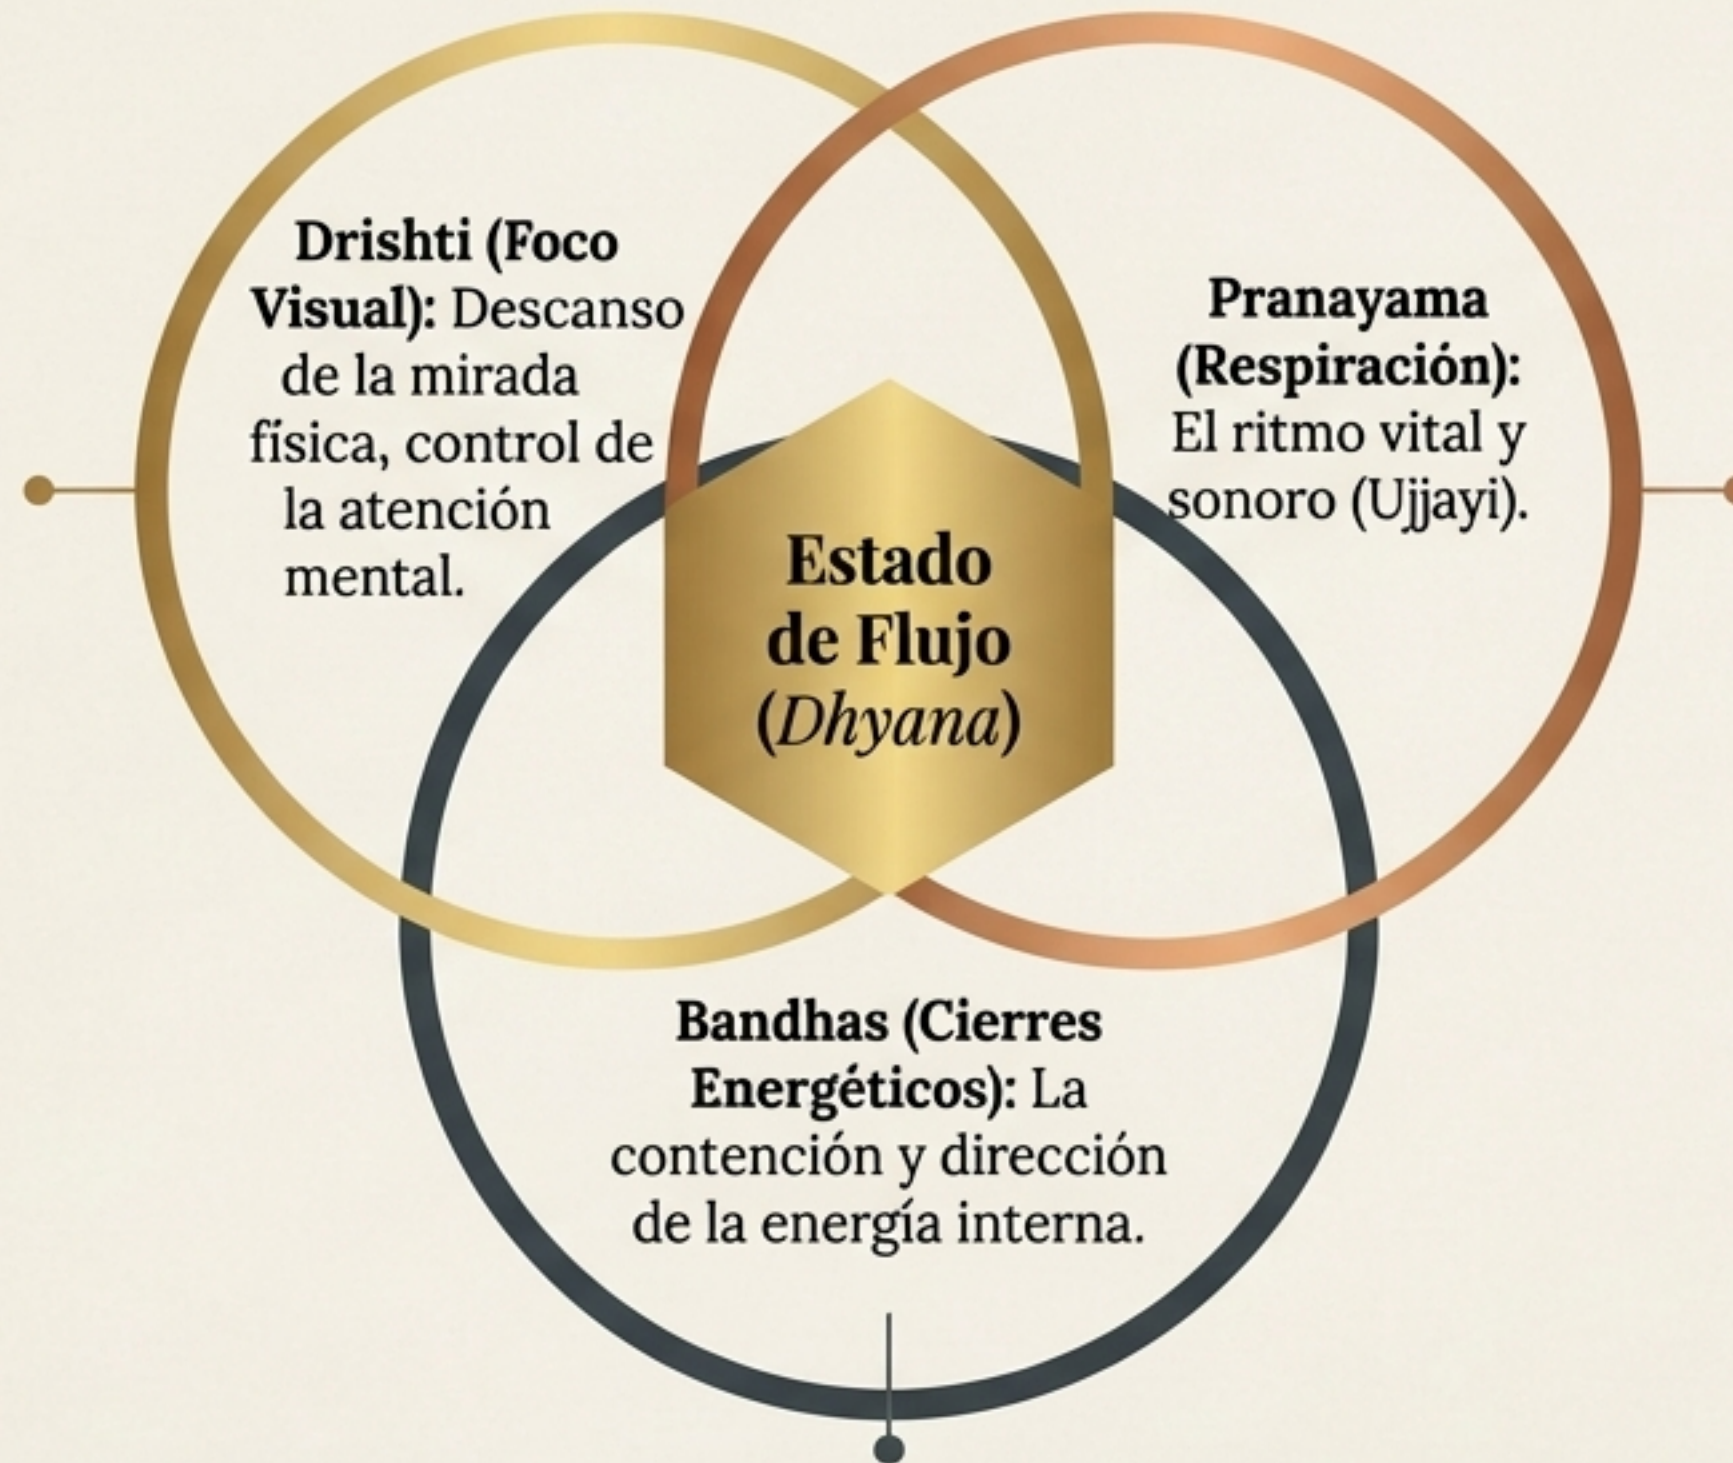 Drishti (Foco
Visual): Descanso
de la mirada
física, control de
la atención
mental.
Pranayama
(Respiración):
El ritmo vital y
sonoro (Ujjayi).
Estado
de Flujo
(Dhyana)
Bandhas (Cierres
Energéticos): La
contención y dirección
de la energía interna.